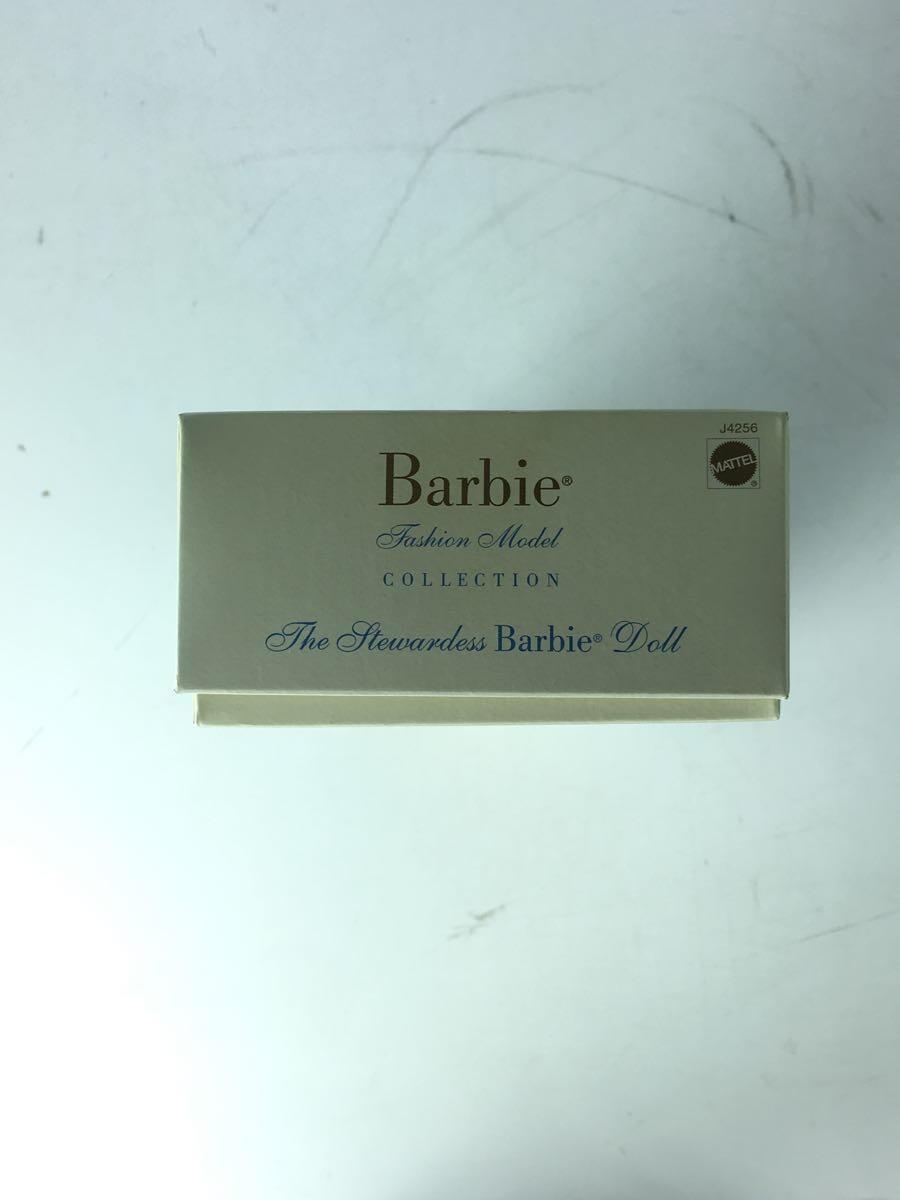 J4256
MATTEL
®
Barbie®
Fashion Model
COLLECTION
The Stewardess Barbie® Doll